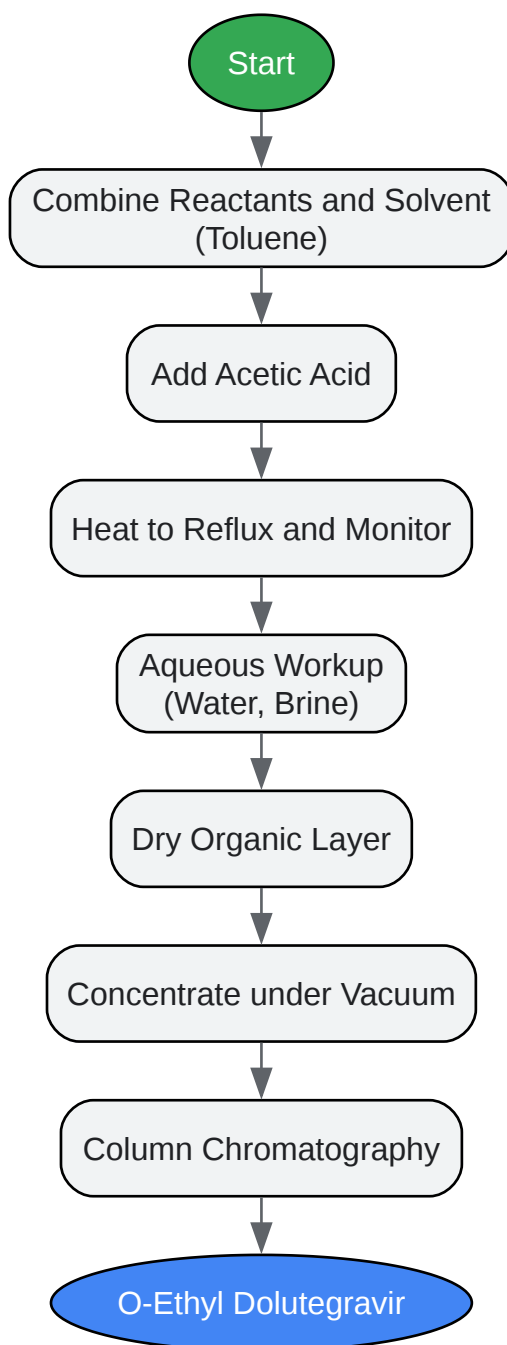 Start
Combine Reactants and Solvent
(Toluene)
Add Acetic Acid
Heat to Reflux and Monitor
Aqueous Workup
(Water, Brine)
Dry Organic Layer
Concentrate under Vacuum
Column Chromatography
O-Ethyl Dolutegravir